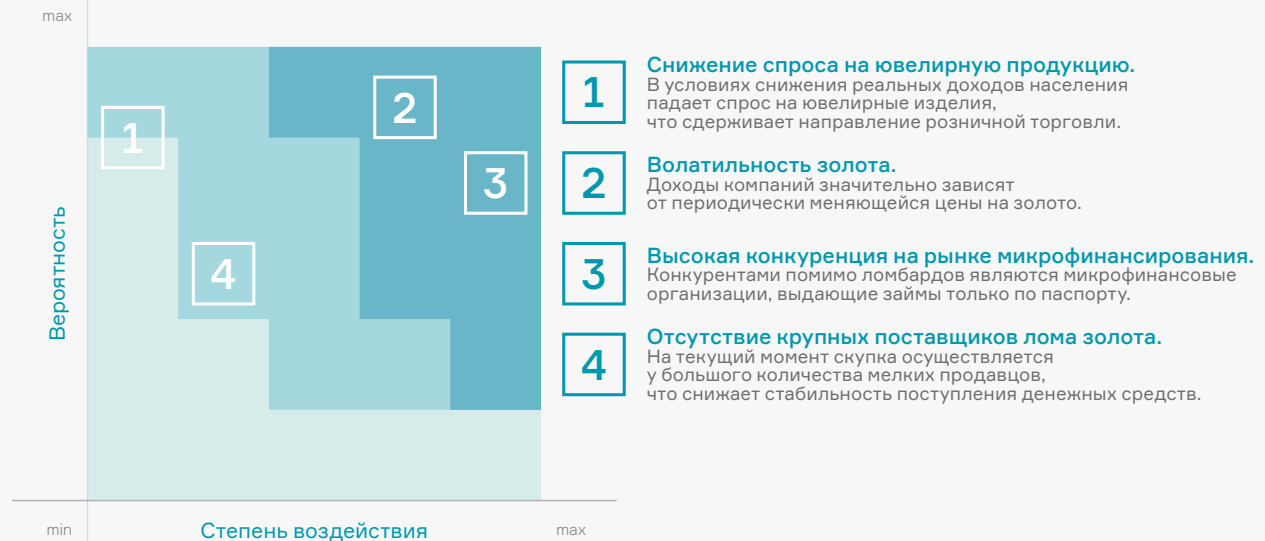 max
1
2
3
4
Вероятность
min
Степень воздействия
max
1
Снижение спроса на ювелирную продукцию.
В условиях снижения реальных доходов населения
падает спрос на ювелирные изделия,
что сдерживает направление розничной торговли.
2
Волатильность золота.
Доходы компаний значительно зависят
от периодически меняющейся цены на золото.
3
Высокая конкуренция на рынке микрофинансирования.
Конкурентами помимо ломбардов являются микрофинансовые
организации, выдающие займы только по паспорту.
4
Отсутствие крупных поставщиков лома золота.
На текущий момент скупка осуществляется
у большого количества мелких продавцов,
что снижает стабильность поступления денежных средств.